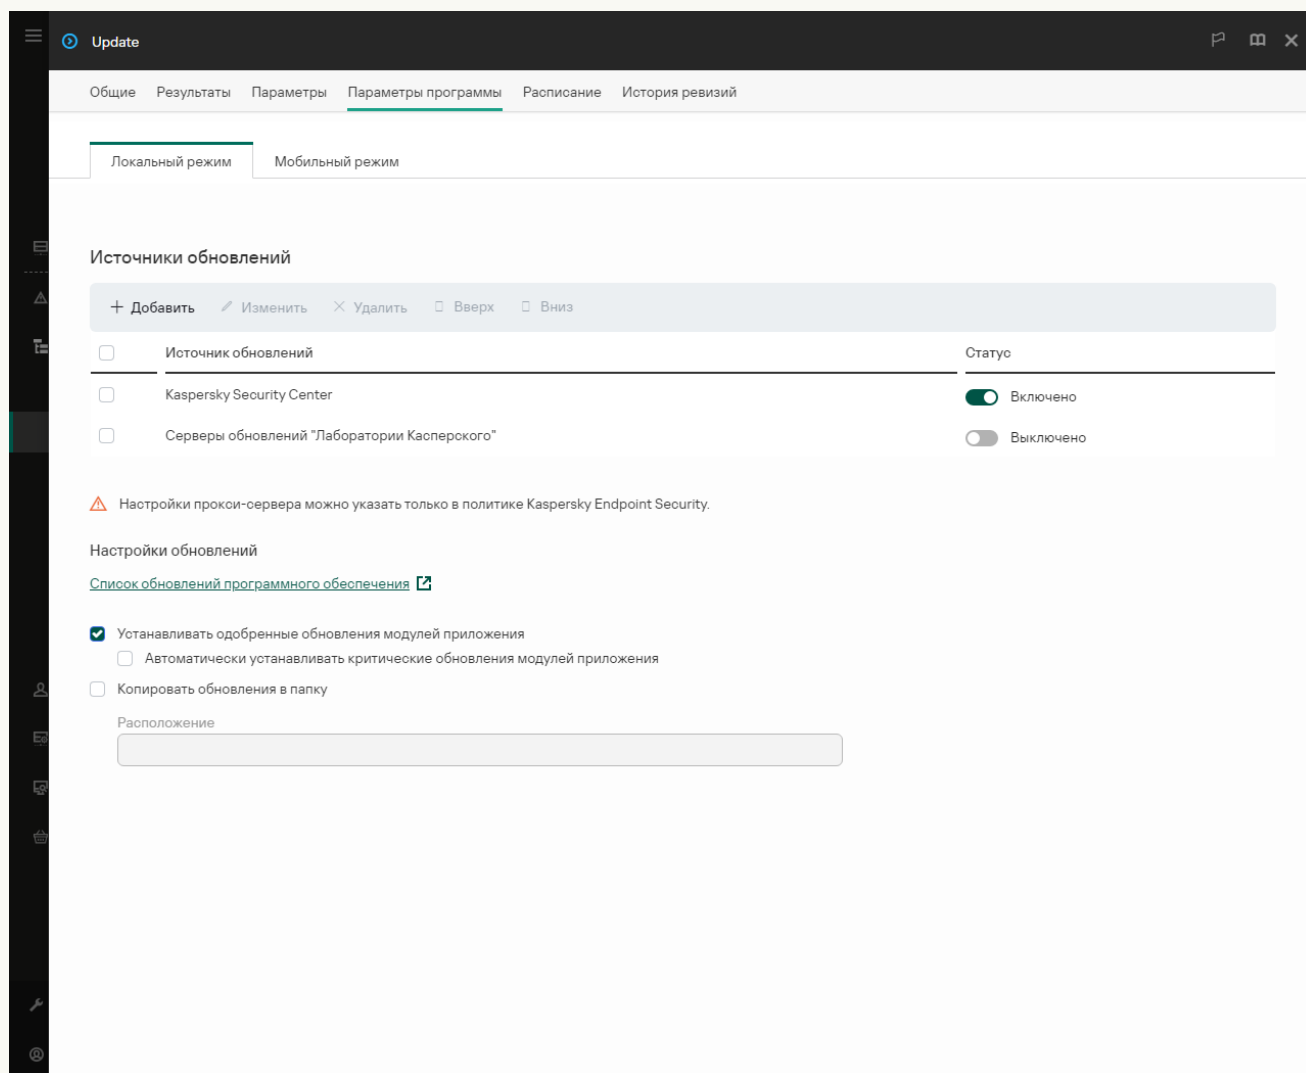 Update
Общие Результаты Параметры Параметры программы Расписание История ревизий
Локальный режим Мобильный режим
Источники обновлений
Добавить Изменить Удалить Вверх Вниз
Источник обновлений Статус
Kaspersky Security Center Включено
Серверы обновлений "Лаборатории Касперского" Выключено
Настройки прокси-сервера можно указать только в политике Kaspersky Endpoint Security.
Настройки обновлений
Список обновлений программного обеспечения
Устанавливать одобренные обновления модулей приложения
Автоматически устанавливать критические обновления модулей приложения
Копировать обновления в папку
Расположение